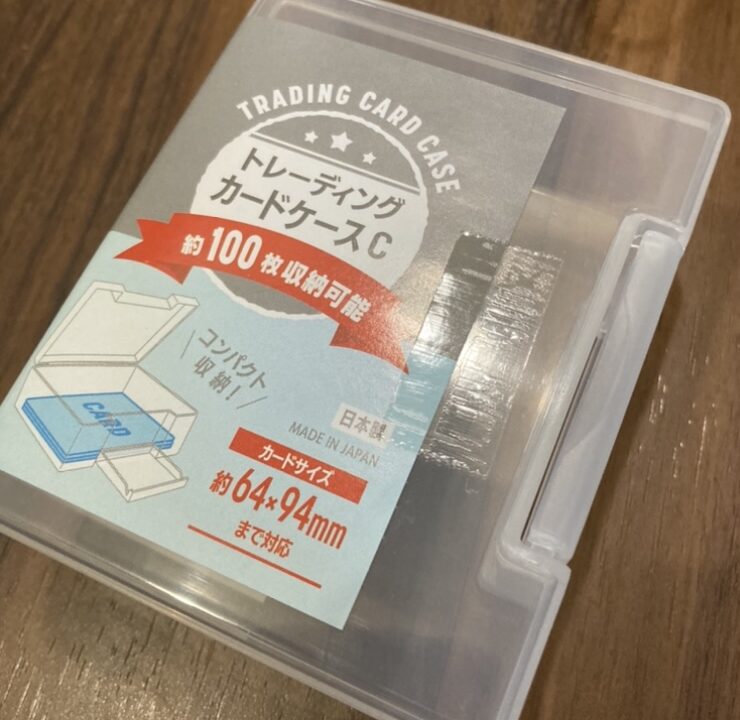 TRADING CARD CASE
トレーディング
カードケースC
約100枚収納可能
コンパクト
収納！
CARD
日本製
MADE IN JAPAN
カードサイズ
約64×94mm
まで対応